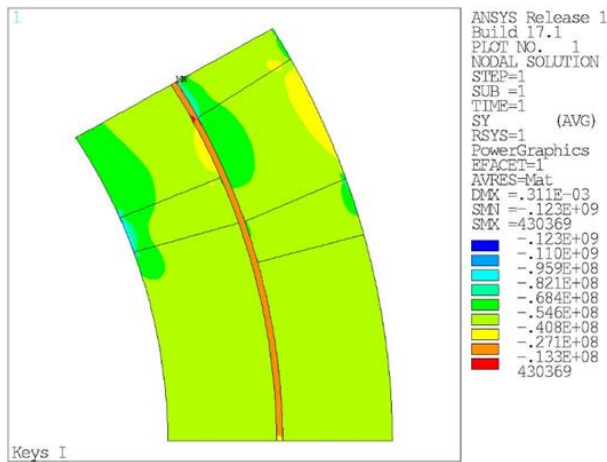 1
ANSYS Release 1
Build 17.1
PLOT NO. 1
NODAL SOLUTION
STEP=1
SUB =1
TIME=1
SY (AVG)
RSYS=1
PowerGraphics
EFACET=1
AVRES=Mat
DMX =.311E-03
SMN =-.123E+09
SMX =430369
-.123E+09
-.110E+09
-.959E+08
-.821E+08
-.684E+08
-.546E+08
-.408E+08
-.271E+08
-.133E+08
430369
Keys I